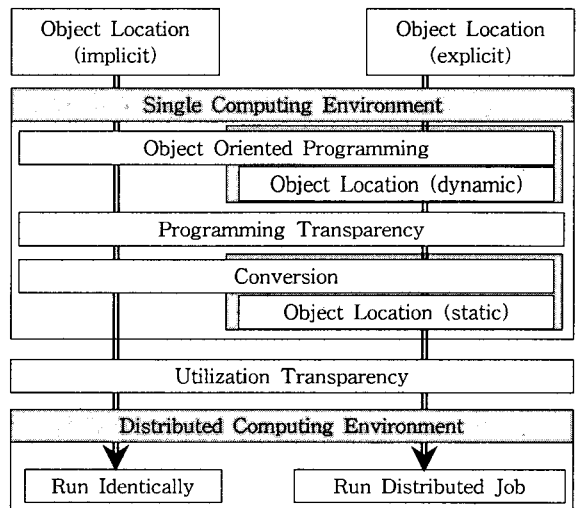 Object Location
(implicit)
Object Location
(explicit)
Single Computing Environment
Object Oriented Programming
Object Location (dynamic)
Programming Transparency
Conversion
Object Location (static)
Utilization Transparency
Distributed Computing Environment
Run Identically
Run Distributed Job